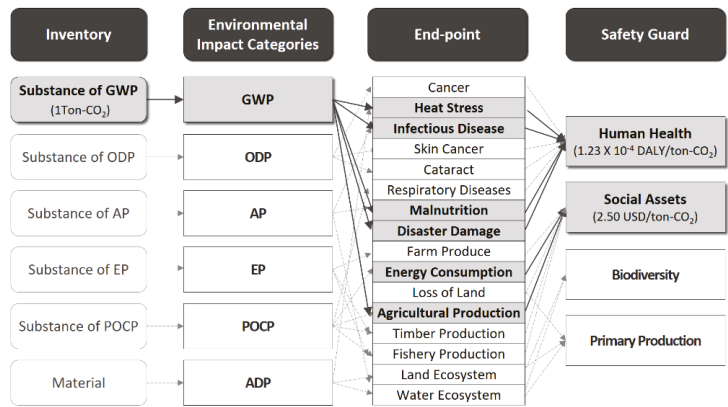 Inventory
Environmental
Impact Categories
End-point
Safety Guard
Substance of GWP
(1Ton-CO₂)
Substance of ODP
Substance of AP
Substance of EP
Substance of POCP
Material
GWP
ODP
AP
EP
POCP
ADP
Cancer
Heat Stress
Infectious Disease
Skin Cancer
Cataract
Respiratory Diseases
Malnutrition
Disaster Damage
Farm Produce
Energy Consumption
Loss of Land
Agricultural Production
Timber Production
Fishery Production
Land Ecosystem
Water Ecosystem
Human Health
(1.23 X 10⁻⁴ DALY/ton-CO₂)
Social Assets
(2.50 USD/ton-CO₂)
Biodiversity
Primary Production